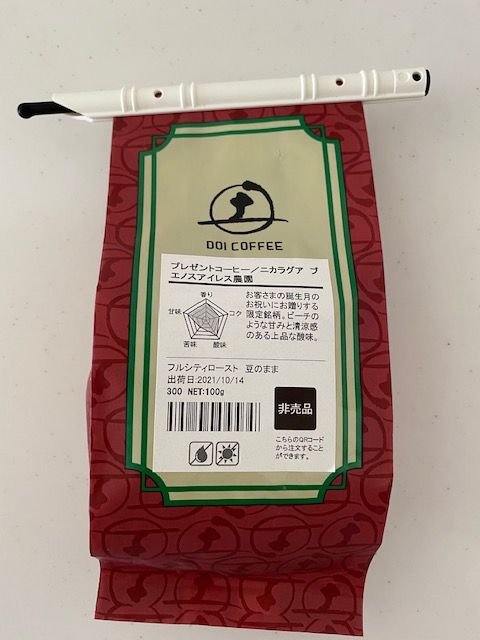 DOI COFFEE
プレゼントコーヒー／ニカラグア ブ
エノスアイレス農園
香り
甘味
コク
苦味
酸味
お客さまの誕生月の
お祝いにお贈りする
限定銘柄。ピーチの
ような甘みと清涼感
のある上品な酸味。
フルシティロースト 豆のまま
出荷日:2021/10/14
300 NET:100g
非売品
こちらのQRコード
から注文すること
ができます。